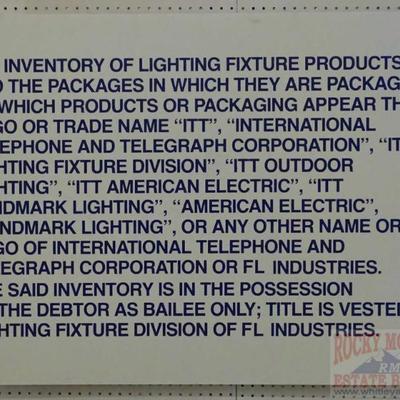 INVENTORY OF LIGHTING FIXTURE PRODUCTS
THE PACKAGES IN WHICH THEY ARE PACKAG
WHICH PRODUCTS OR PACKAGING APPEAR TH
GO OR TRADE NAME “ITT”, “INTERNATIONAL
EPHONE AND TELEGRAPH CORPORATION”, “IT
HTING FIXTURE DIVISION”, “ITT OUTDOOR
HTING”, “ITT AMERICAN ELECTRIC”, “ITT
NDMARK LIGHTING”, “AMERICAN ELECTRIC”,
NDMARK LIGHTING”, OR ANY OTHER NAME OR
GO OF INTERNATIONAL TELEPHONE AND
EGRAPH CORPORATION OR FL INDUSTRIES.
E SAID INVENTORY IS IN THE POSSESSION
THE DEBTOR AS BAILEE ONLY; TITLE IS VESTE
HTING FIXTURE DIVISION OF FL INDUSTRIES.
ROCKY MO
RM
ESTATE B
www.whitley